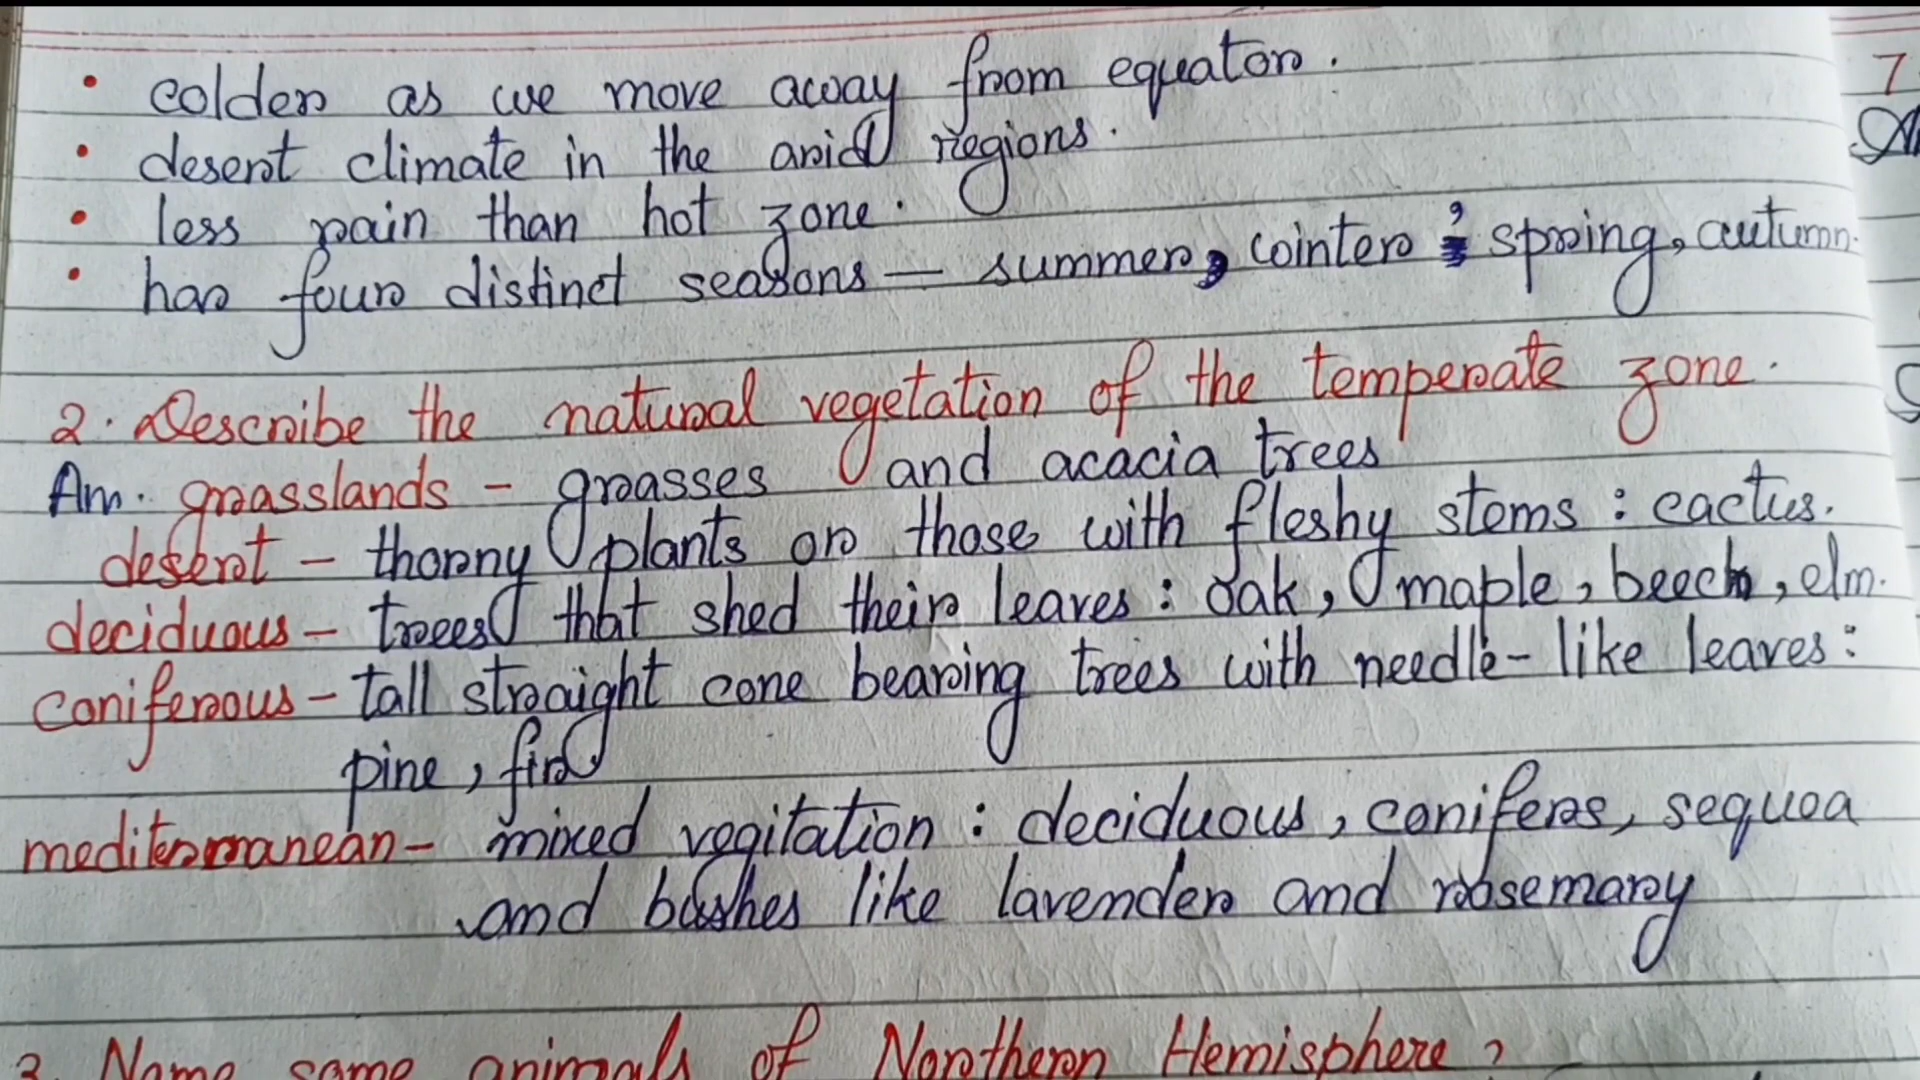 • colder as we move away from equator.
• desert climate in the arid regions.
• less rain than hot zone.
• has four distinct seasons — summer, winter, spring, autumn.
2. Describe the natural vegetation of the temperate zone.
Ans. grasslands - grasses and acacia trees
desert - thorny plants or those with fleshy stems : cactus.
deciduous - trees that shed their leaves : oak, maple, beech, elm.
coniferous - tall straight cone bearing trees with needle-like leaves :
pine, fir
mediterranean - mixed vegitation : deciduous, conifers, sequoa
and bushes like lavender and rosemary
3. Name some animals of Northern Hemisphere ?
7